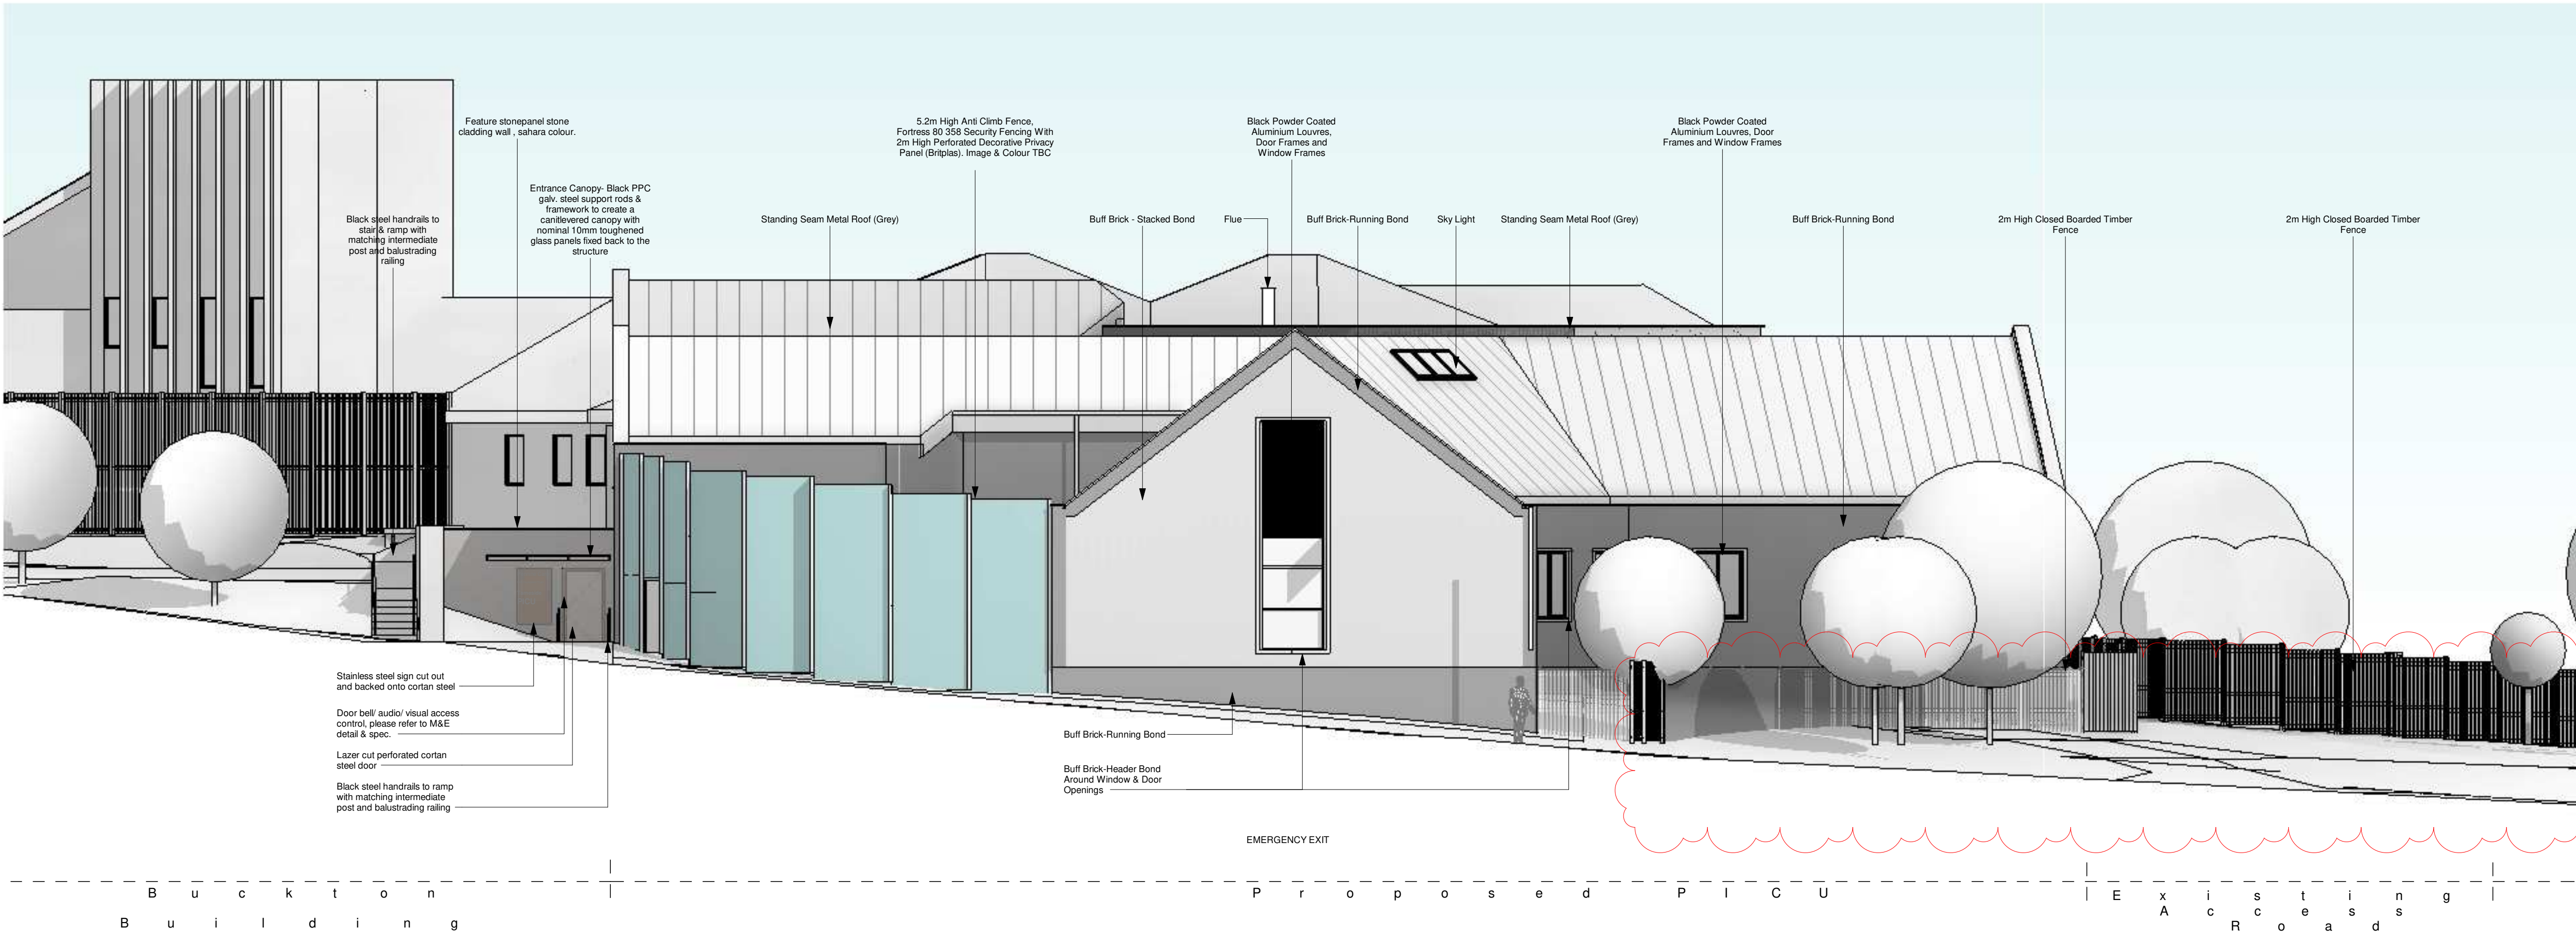 Feature stonepanel stone
cladding wall , sahara colour.
5.2m High Anti Climb Fence,
Fortress 80 358 Security Fencing With
2m High Perforated Decorative Privacy
Panel (Britplas). Image & Colour TBC
Black Powder Coated
Aluminium Louvres,
Door Frames and
Window Frames
Black Powder Coated
Aluminium Louvres, Door
Frames and Window Frames
Entrance Canopy- Black PPC
galv. steel support rods &
framework to create a
canitlevered canopy with
nominal 10mm toughened
glass panels fixed back to the
structure
Black steel handrails to
stair & ramp with
matching intermediate
post and balustrading
railing
Standing Seam Metal Roof (Grey)
Buff Brick - Stacked Bond
Flue
Buff Brick-Running Bond
Sky Light
Standing Seam Metal Roof (Grey)
Buff Brick-Running Bond
2m High Closed Boarded Timber
Fence
2m High Closed Boarded Timber
Fence
Stainless steel sign cut out
and backed onto cortan steel
Door bell/ audio/ visual access
control, please refer to M&E
detail & spec.
Lazer cut perforated cortan
steel door
Black steel handrails to ramp
with matching intermediate
post and balustrading railing
Buff Brick-Running Bond
Buff Brick-Header Bond
Around Window & Door
Openings
EMERGENCY EXIT
Buckton
Building
Proposed PICU
Existing
Access
Road